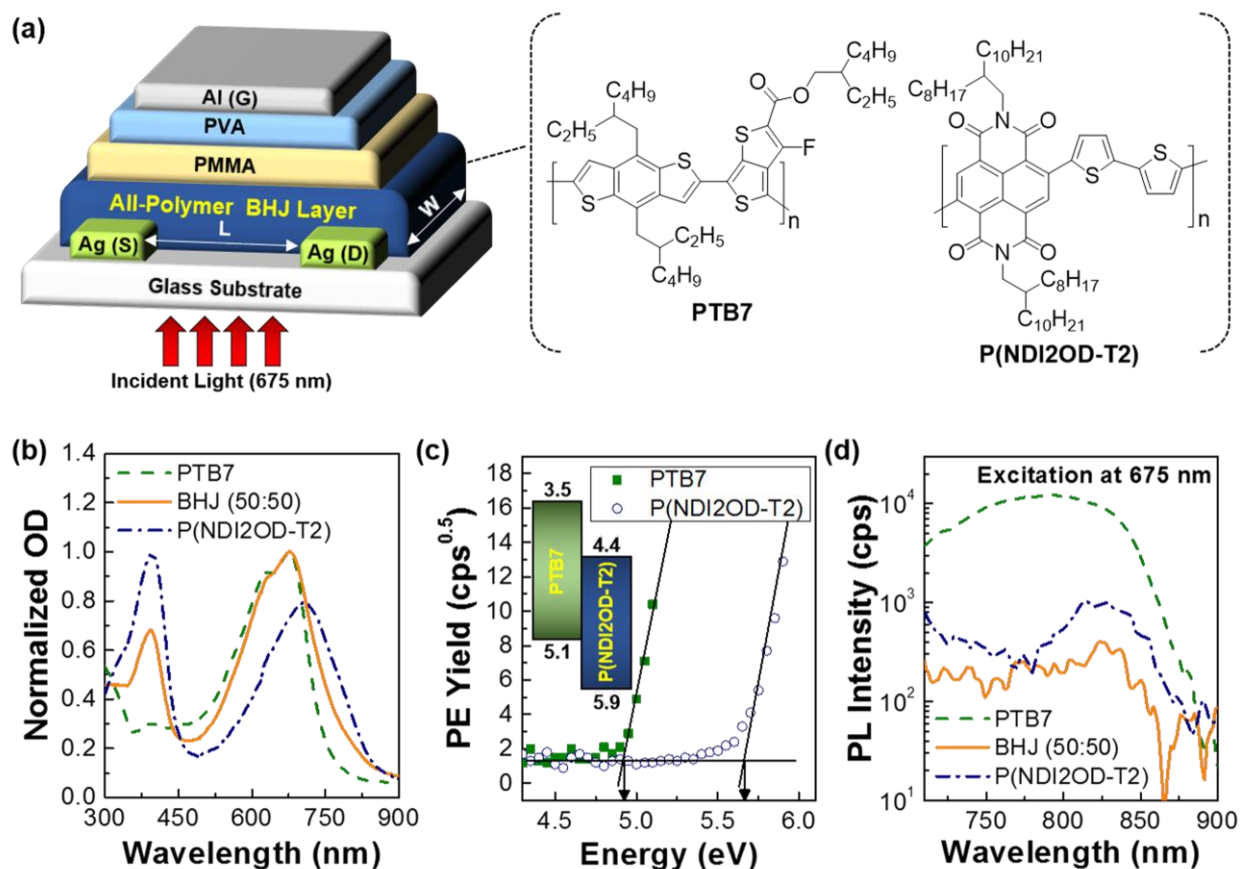 (a)
Al (G)
PVA
PMMA
All-Polymer BHJ Layer
W
L
Ag (S)
Ag (D)
Glass Substrate
Incident Light (675 nm)
C₄H₉
C₂H₅
O
O
C₄H₉
C₂H₅
S
F
S
S
S
S
n
C₂H₅
C₄H₉
PTB7
C₁₀H₂₁
C₈H₁₇
N
O
O
S
S
n
O
O
N
C₈H₁₇
C₁₀H₂₁
P(NDI2OD-T2)
(b)
Normalized OD
1.4
1.2
1.0
0.8
0.6
0.4
0.2
0.0
PTB7
BHJ (50:50)
P(NDI2OD-T2)
300 450 600 750 900
Wavelength (nm)
(c)
PE Yield (cps⁰·⁵)
18
16
14
12
10
8
6
4
2
0
PTB7
P(NDI2OD-T2)
3.5
PTB7
5.1
4.4
P(NDI2OD-T2)
5.9
4.5 5.0 5.5 6.0
Energy (eV)
(d)
Excitation at 675 nm
PL Intensity (cps)
10⁴
10³
10²
10¹
PTB7
BHJ (50:50)
P(NDI2OD-T2)
750 800 850 900
Wavelength (nm)